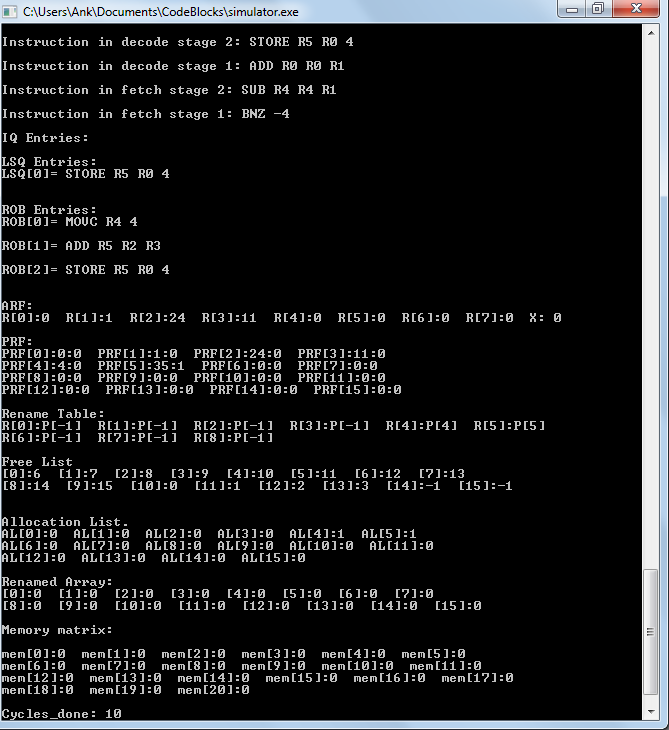 C:\Users\Ank\Documents\CodeBlocks\simulator.exe
Instruction in decode stage 2: STORE R5 R0 4
Instruction in decode stage 1: ADD R0 R0 R1
Instruction in fetch stage 2: SUB R4 R4 R1
Instruction in fetch stage 1: BNZ -4
IQ Entries:
LSQ Entries:
LSQ[0]= STORE R5 R0 4
ROB Entries:
ROB[0]= MOVC R4 4
ROB[1]= ADD R5 R2 R3
ROB[2]= STORE R5 R0 4
ARF:
R[0]:0 R[1]:1 R[2]:24 R[3]:11 R[4]:0 R[5]:0 R[6]:0 R[7]:0 X: 0
PRF:
PRF[0]:0:0 PRF[1]:1:0 PRF[2]:24:0 PRF[3]:11:0
PRF[4]:4:0 PRF[5]:35:1 PRF[6]:0:0 PRF[7]:0:0
PRF[8]:0:0 PRF[9]:0:0 PRF[10]:0:0 PRF[11]:0:0
PRF[12]:0:0 PRF[13]:0:0 PRF[14]:0:0 PRF[15]:0:0
Rename Table:
R[0]:P[-1] R[1]:P[-1] R[2]:P[-1] R[3]:P[-1] R[4]:P[4] R[5]:P[5]
R[6]:P[-1] R[7]:P[-1] R[8]:P[-1]
Free List
[0]:6 [1]:7 [2]:8 [3]:9 [4]:10 [5]:11 [6]:12 [7]:13
[8]:14 [9]:15 [10]:0 [11]:1 [12]:2 [13]:3 [14]:-1 [15]:-1
Allocation List.
AL[0]:0 AL[1]:0 AL[2]:0 AL[3]:0 AL[4]:1 AL[5]:1
AL[6]:0 AL[7]:0 AL[8]:0 AL[9]:0 AL[10]:0 AL[11]:0
AL[12]:0 AL[13]:0 AL[14]:0 AL[15]:0
Renamed Array:
[0]:0 [1]:0 [2]:0 [3]:0 [4]:0 [5]:0 [6]:0 [7]:0
[8]:0 [9]:0 [10]:0 [11]:0 [12]:0 [13]:0 [14]:0 [15]:0
Memory matrix:
mem[0]:0 mem[1]:0 mem[2]:0 mem[3]:0 mem[4]:0 mem[5]:0
mem[6]:0 mem[7]:0 mem[8]:0 mem[9]:0 mem[10]:0 mem[11]:0
mem[12]:0 mem[13]:0 mem[14]:0 mem[15]:0 mem[16]:0 mem[17]:0
mem[18]:0 mem[19]:0 mem[20]:0
Cycles_done: 10